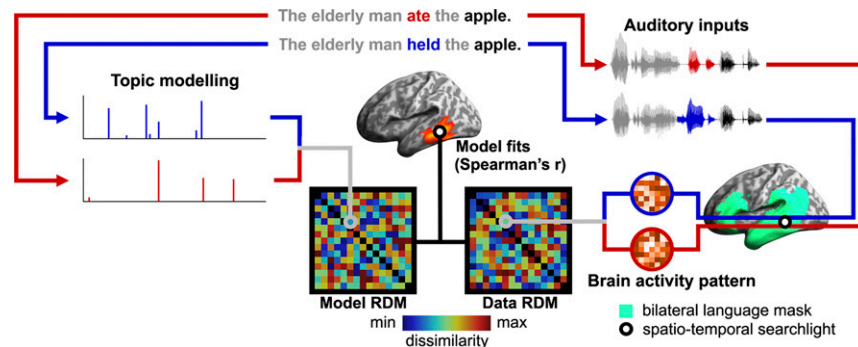 The elderly man ate the apple.
The elderly man held the apple.
Auditory inputs
Topic modelling
Model fits
(Spearman's r)
Model RDM
Data RDM
Brain activity pattern
min
max
dissimilarity
bilateral language mask
spatio-temporal searchlight